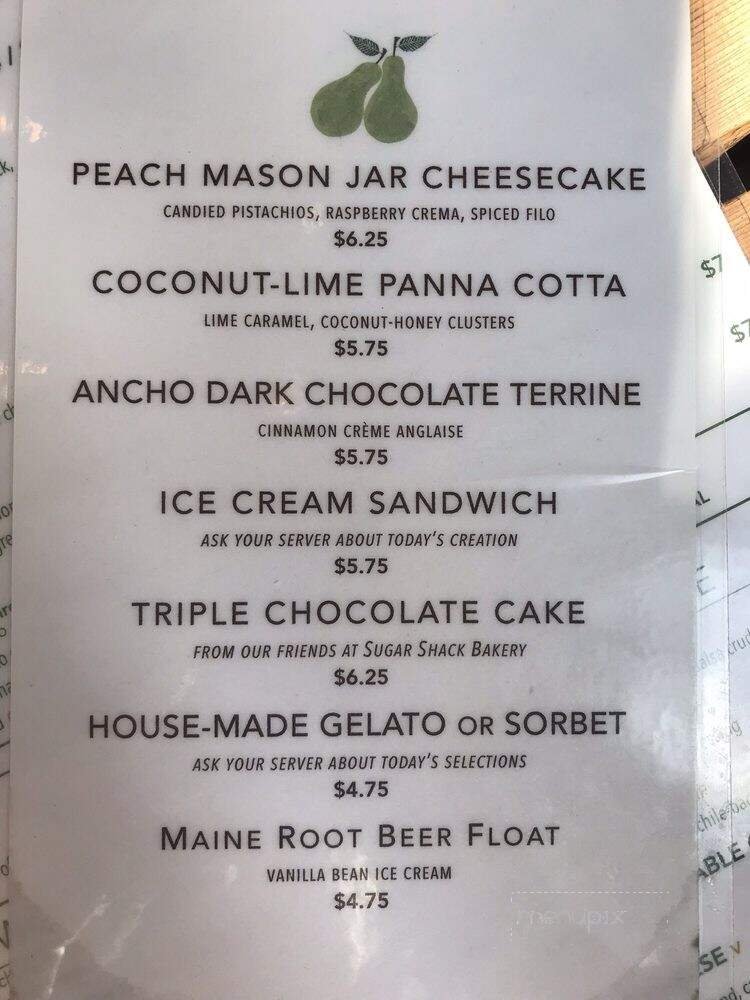 PEACH MASON JAR CHEESECAKE
CANDIED PISTACHIOS, RASPBERRY CREMA, SPICED FILO
$6.25
COCONUT-LIME PANNA COTTA
LIME CARAMEL, COCONUT-HONEY CLUSTERS
$5.75
ANCHO DARK CHOCOLATE TERRINE
CINNAMON CRÈME ANGLAISE
$5.75
ICE CREAM SANDWICH
ASK YOUR SERVER ABOUT TODAY'S CREATION
$5.75
TRIPLE CHOCOLATE CAKE
FROM OUR FRIENDS AT SUGAR SHACK BAKERY
$6.25
HOUSE-MADE GELATO OR SORBET
ASK YOUR SERVER ABOUT TODAY'S SELECTIONS
$4.75
MAINE ROOT BEER FLOAT
VANILLA BEAN ICE CREAM
$4.75
menupix